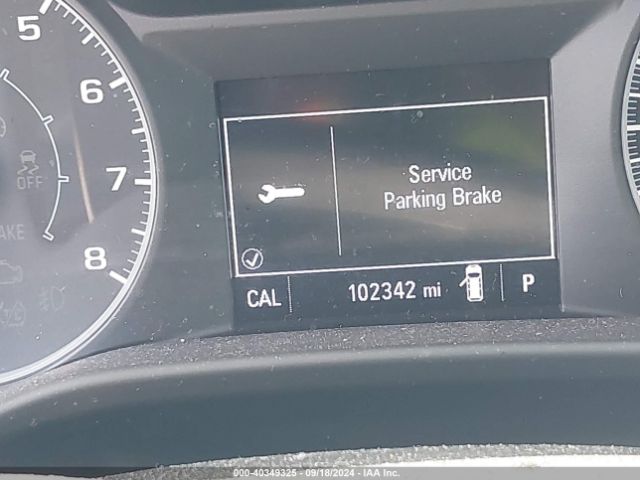 5
6
7
8
OFF
AKE
Service
Parking Brake
CAL
102342 mi
P
000-40349325 - 09/18/2024 - IAA Inc.